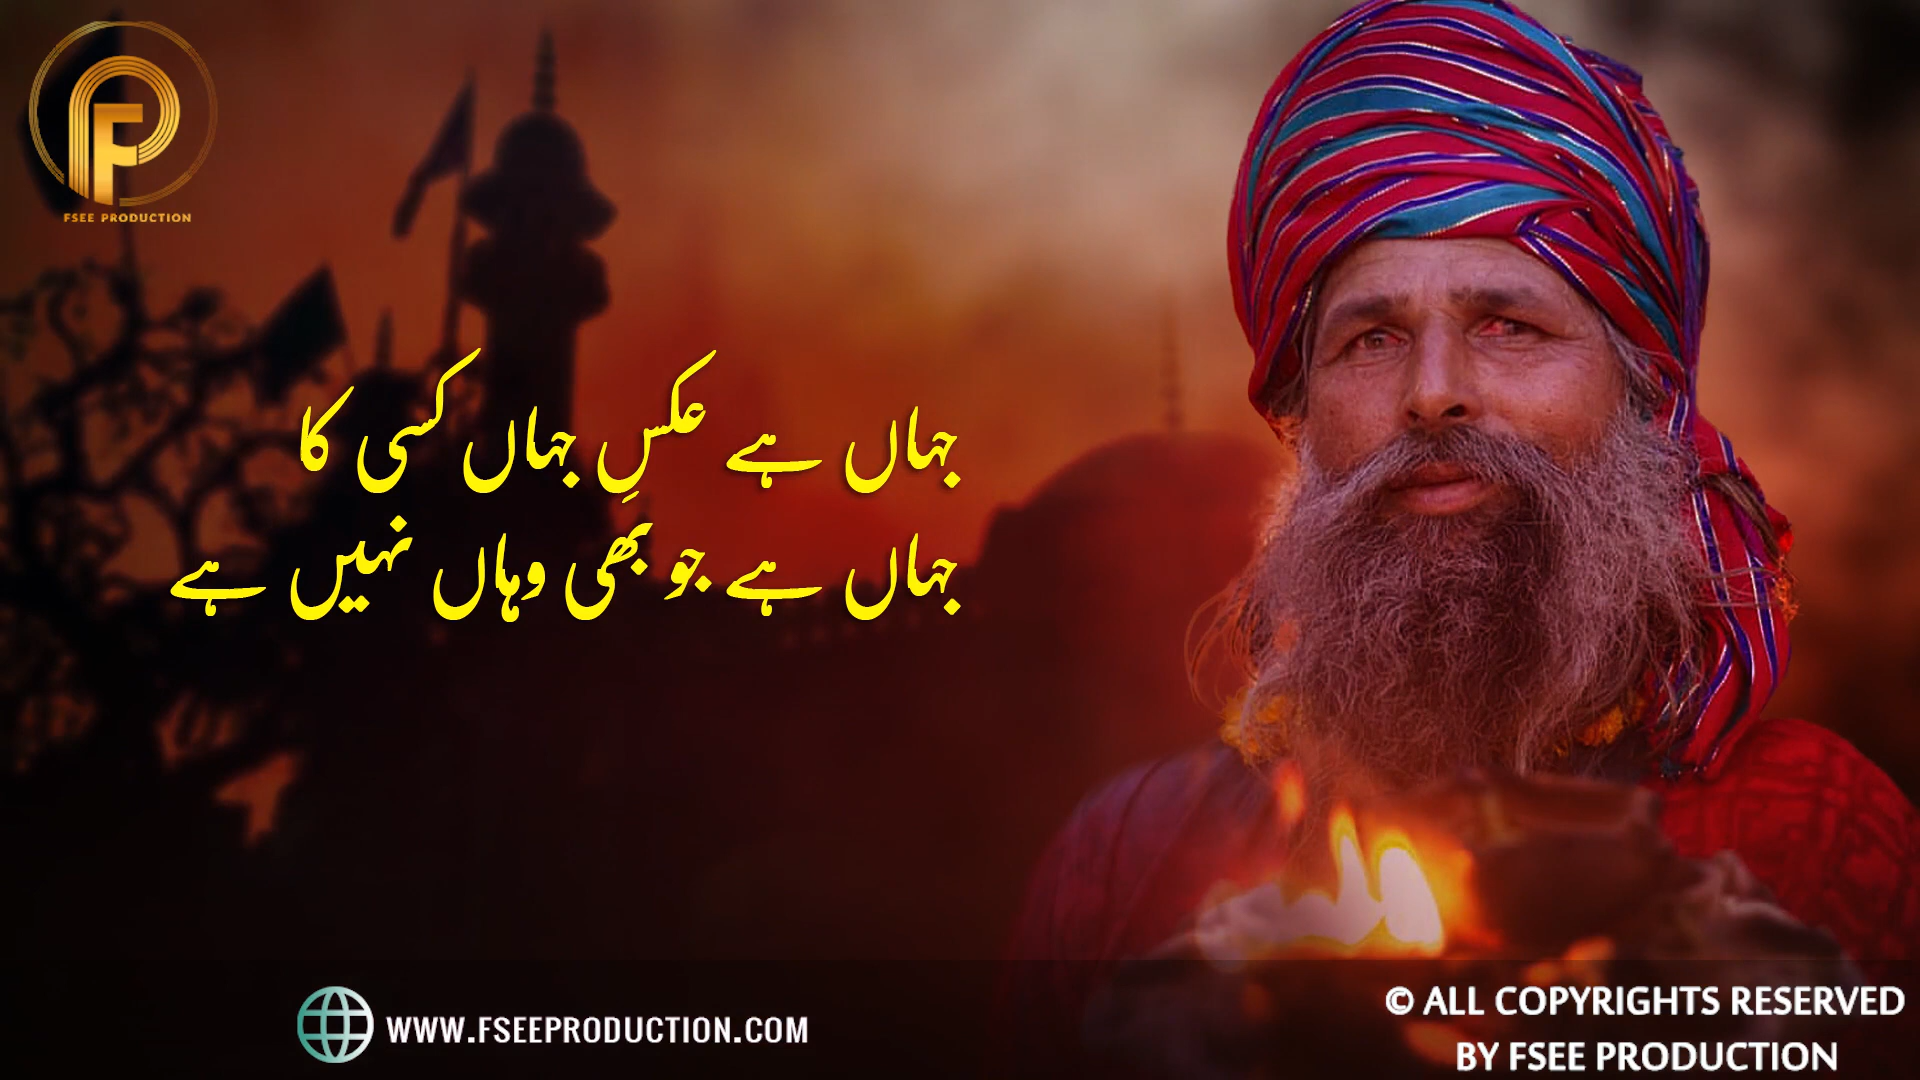 FSEE PRODUCTION
جہاں ہے عکسِ جہاں کسی کا
جہاں ہے جو بھی وہاں نہیں ہے
WWW.FSEEPRODUCTION.COM
© ALL COPYRIGHTS RESERVED
BY FSEE PRODUCTION